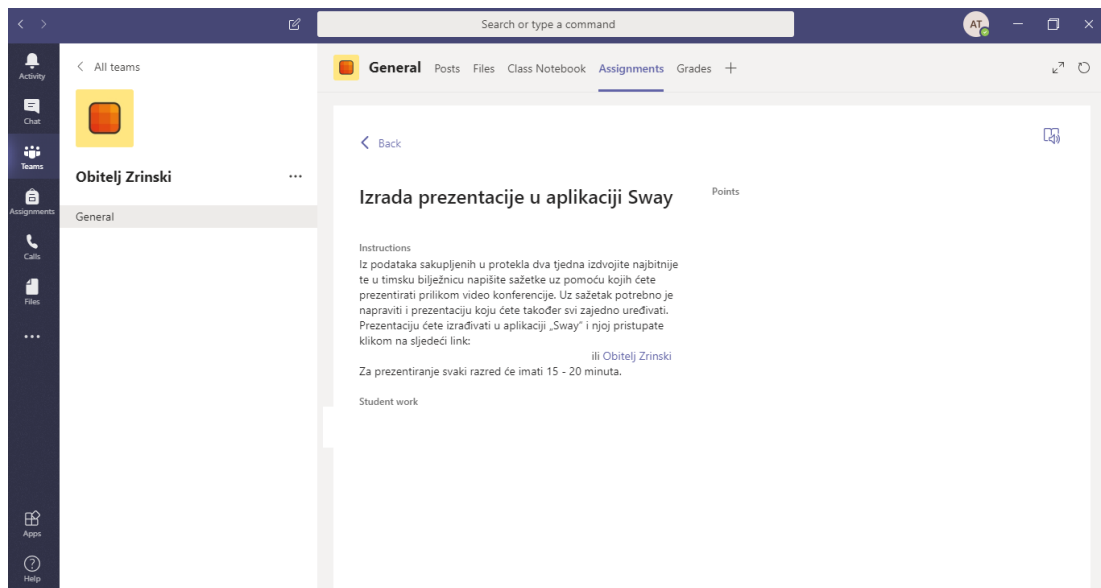 Search or type a command
AT
Activity
Chat
Teams
Assignments
Calls
Files
Apps
Help
All teams
Obitelj Zrinski
General
General Posts Files Class Notebook Assignments Grades
Back
Izrada prezentacije u aplikaciji Sway
Points
Instructions
Iz podataka sakupljenih u protekla dva tjedna izdvojite najbitnije
te u timsku bilježnicu napišite sažetke uz pomoću kojih ćete
prezentirati prilikom video konferencije. Uz sažetak potrebno je
napraviti i prezentaciju koju ćete također svi zajedno uređivati.
Prezentaciju ćete izrađivati u aplikaciji „Sway" i njoj pristupate
klikom na sljedeći link:
ili Obitelj Zrinski
Za prezentiranje svaki razred će imati 15 - 20 minuta.
Student work